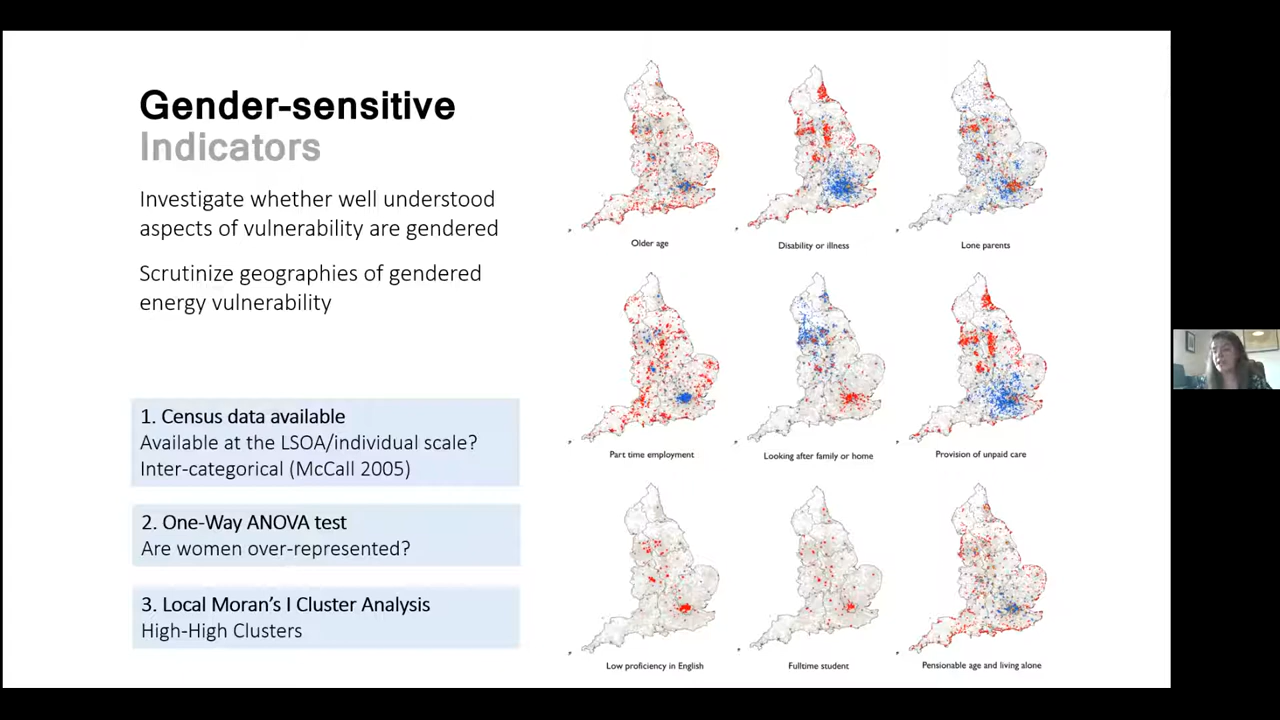 Gender-sensitive
Indicators
Investigate whether well understood
aspects of vulnerability are gendered
Scrutinize geographies of gendered
energy vulnerability
1. Census data available
Available at the LSOA/individual scale?
Inter-categorical (McCall 2005)
2. One-Way ANOVA test
Are women over-represented?
3. Local Moran's I Cluster Analysis
High-High Clusters
Older age
Disability or illness
Lone parents
Part time employment
Looking after family or home
Provision of unpaid care
Low proficiency in English
Fulltime student
Pensionable age and living alone